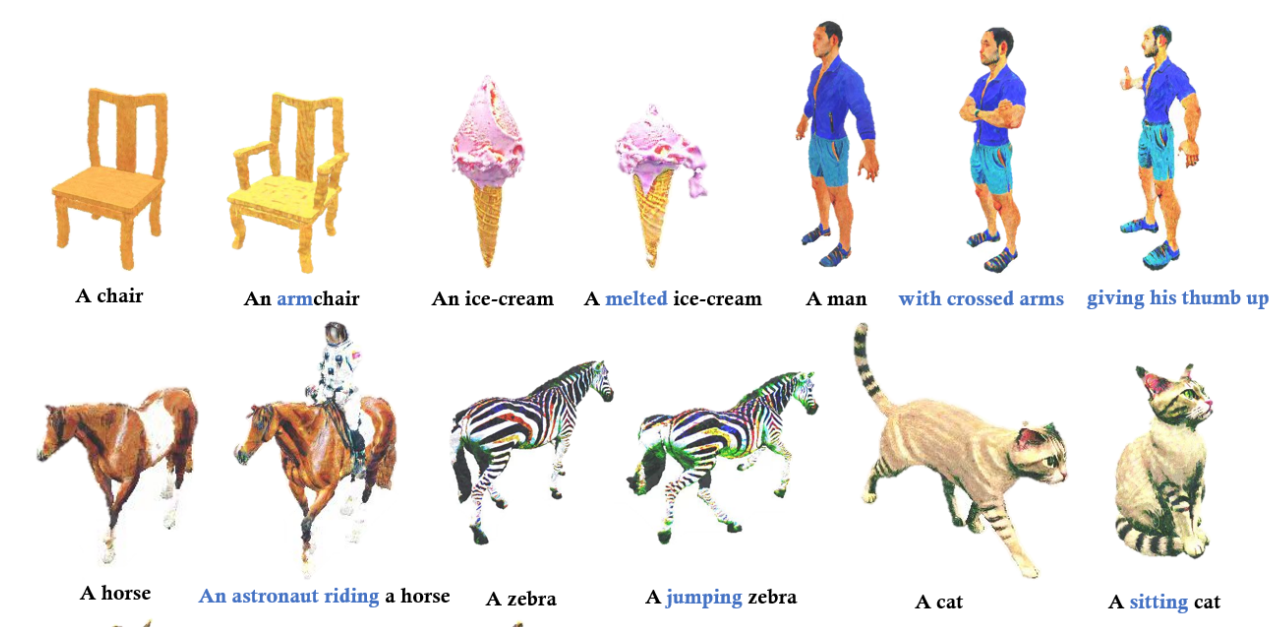 A chair
An armchair
An ice-cream
A melted ice-cream
A man
with crossed arms
giving his thumb up
A horse
An astronaut riding a horse
A zebra
A jumping zebra
A cat
A sitting cat